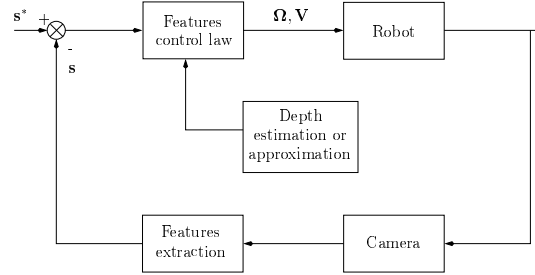 s* +
-
s
Features
control law
Ω, V
Robot
Depth
estimation or
approximation
Features
extraction
Camera